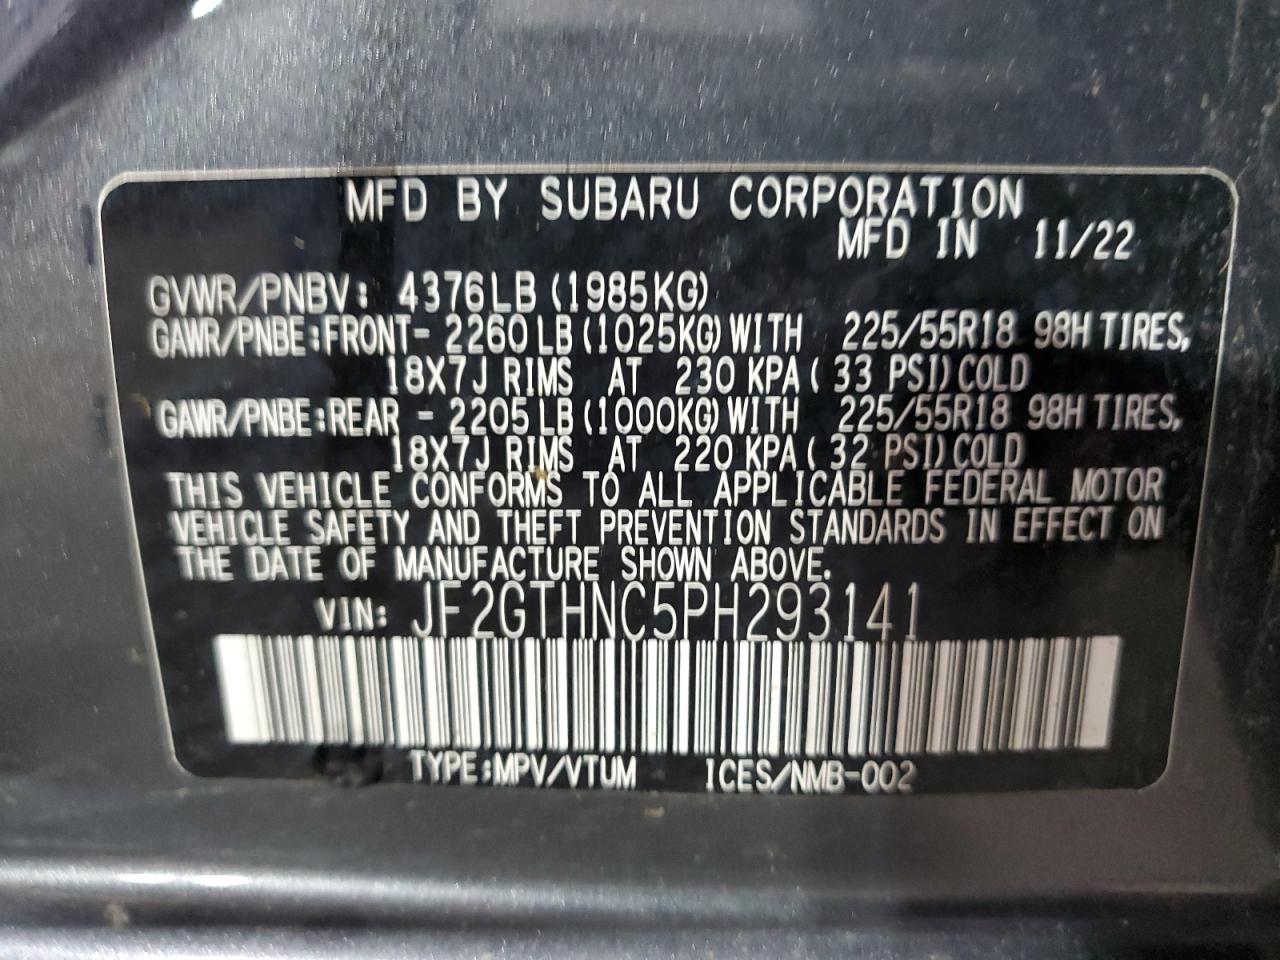 MFD BY SUBARU CORPORATION
MFD IN 11/22
GVWR/PNBV: 4376LB (1985KG)
GAWR/PNBE:FRONT- 2260 LB (1025KG) WITH 225/55R18 98H TIRES,
18X7J RIMS AT 230 KPA ( 33 PSI) COLD
GAWR/PNBE:REAR - 2205 LB (1000KG) WITH 225/55R18 98H TIRES,
18X7J RIMS AT 220 KPA ( 32 PSI) COLD
THIS VEHICLE CONFORMS TO ALL APPLICABLE FEDERAL MOTOR
VEHICLE SAFETY AND THEFT PREVENTION STANDARDS IN EFFECT ON
THE DATE OF MANUFACTURE SHOWN ABOVE.
VIN: JF2GTHNC5PH293141
TYPE:MPV/VTUM ICES/NMB-002